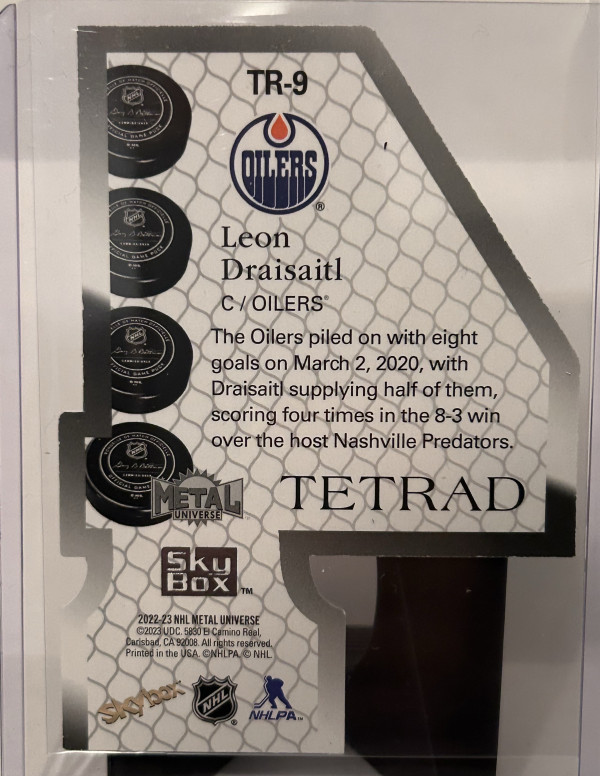 TR-9
OILERS
®
Leon
Draisaitl
C / OILERS®
The Oilers piled on with eight
goals on March 2, 2020, with
Draisaitl supplying half of them,
scoring four times in the 8-3 win
over the host Nashville Predators.
METAL
UNIVERSE
TETRAD
Sky
Box
TM
2022-23 NHL METAL UNIVERSE
©2023 UDC. 5830 El Camino Real,
Carlsbad, CA 92008. All rights reserved.
Printed in the USA. ©NHLPA. © NHL.
SkyBox
NHL
®
NHLPA